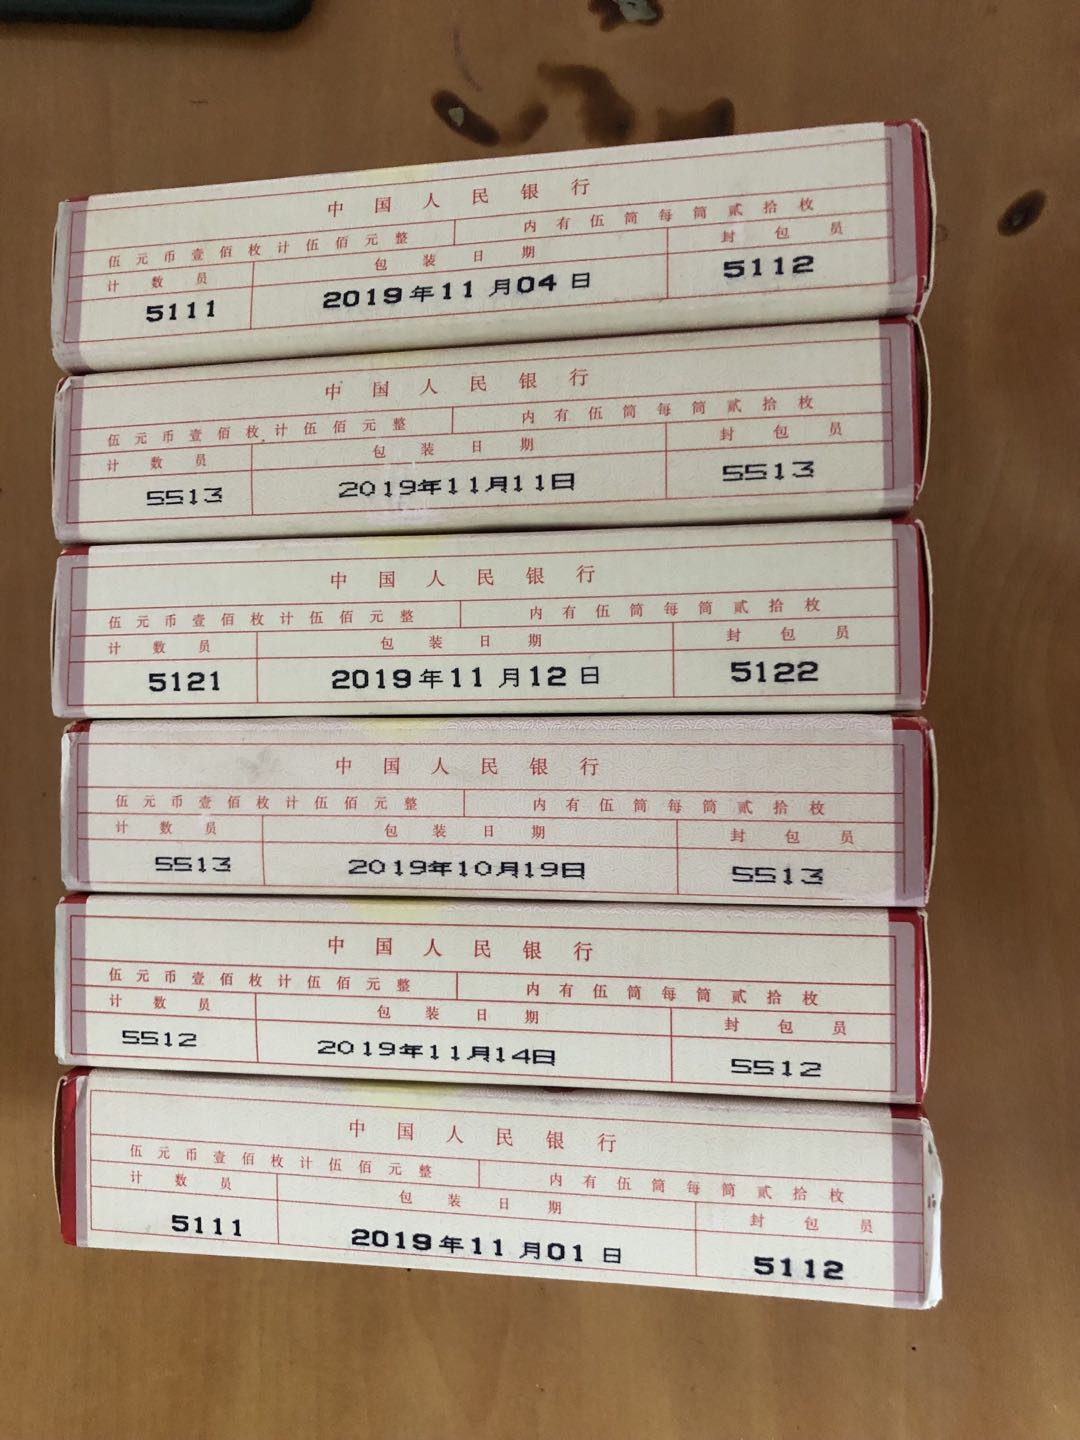 中国人民银行
伍元币壹佰枚计伍佰元整 内有伍筒每筒贰拾枚
计数员 包装日期 封包员
5111 2019年11月04日 5112
中国人民银行
伍元币壹佰枚计伍佰元整 内有伍筒每筒贰拾枚
计数员 包装日期 封包员
5513 2019年11月11日 5513
中国人民银行
伍元币壹佰枚计伍佰元整 内有伍筒每筒贰拾枚
计数员 包装日期 封包员
5121 2019年11月12日 5122
中国人民银行
伍元币壹佰枚计伍佰元整 内有伍筒每筒贰拾枚
计数员 包装日期 封包员
5513 2019年10月19日 5513
中国人民银行
伍元币壹佰枚计伍佰元整 内有伍筒每筒贰拾枚
计数员 包装日期 封包员
5512 2019年11月14日 5512
中国人民银行
伍元币壹佰枚计伍佰元整 内有伍筒每筒贰拾枚
计数员 包装日期 封包员
5111 2019年11月01日 5112